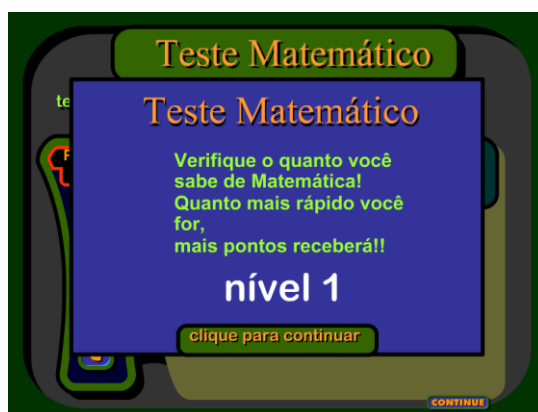 Teste Matemático
te
Teste Matemático
Verifique o quanto você
sabe de Matemática!
Quanto mais rápido você
for,
mais pontos receberá!!
nível 1
clique para continuar
CONTINUE